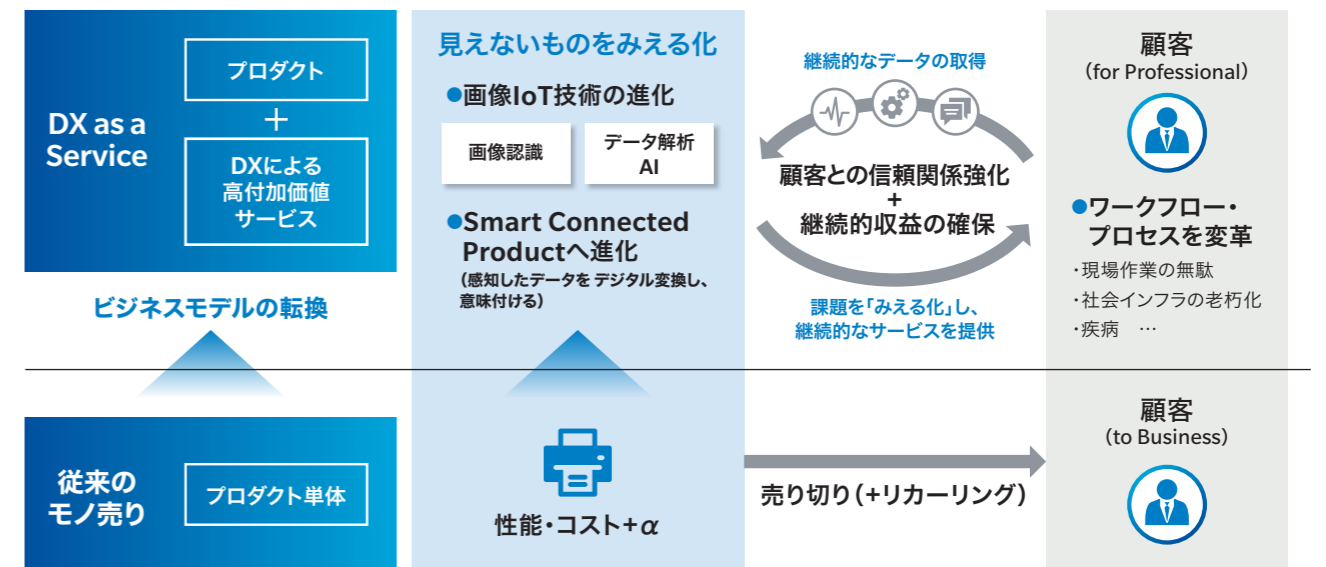 DX as a
Service
プロダクト
+
DXによる
高付加価値
サービス
ビジネスモデルの転換
見えないものをみえる化
●画像IoT技術の進化
画像認識
データ解析
AI
●Smart Connected
Productへ進化
(感知したデータを デジタル変換し、
意味付ける)
継続的なデータの取得
顧客との信頼関係強化
+
継続的収益の確保
課題を「みえる化」し、
継続的なサービスを提供
顧客
(for Professional)
●ワークフロー・
プロセスを変革
・現場作業の無駄
・社会インフラの老朽化
・疾病 …
従来の
モノ売り
プロダクト単体
性能・コスト+α
売り切り(+リカーリング)
顧客
(to Business)